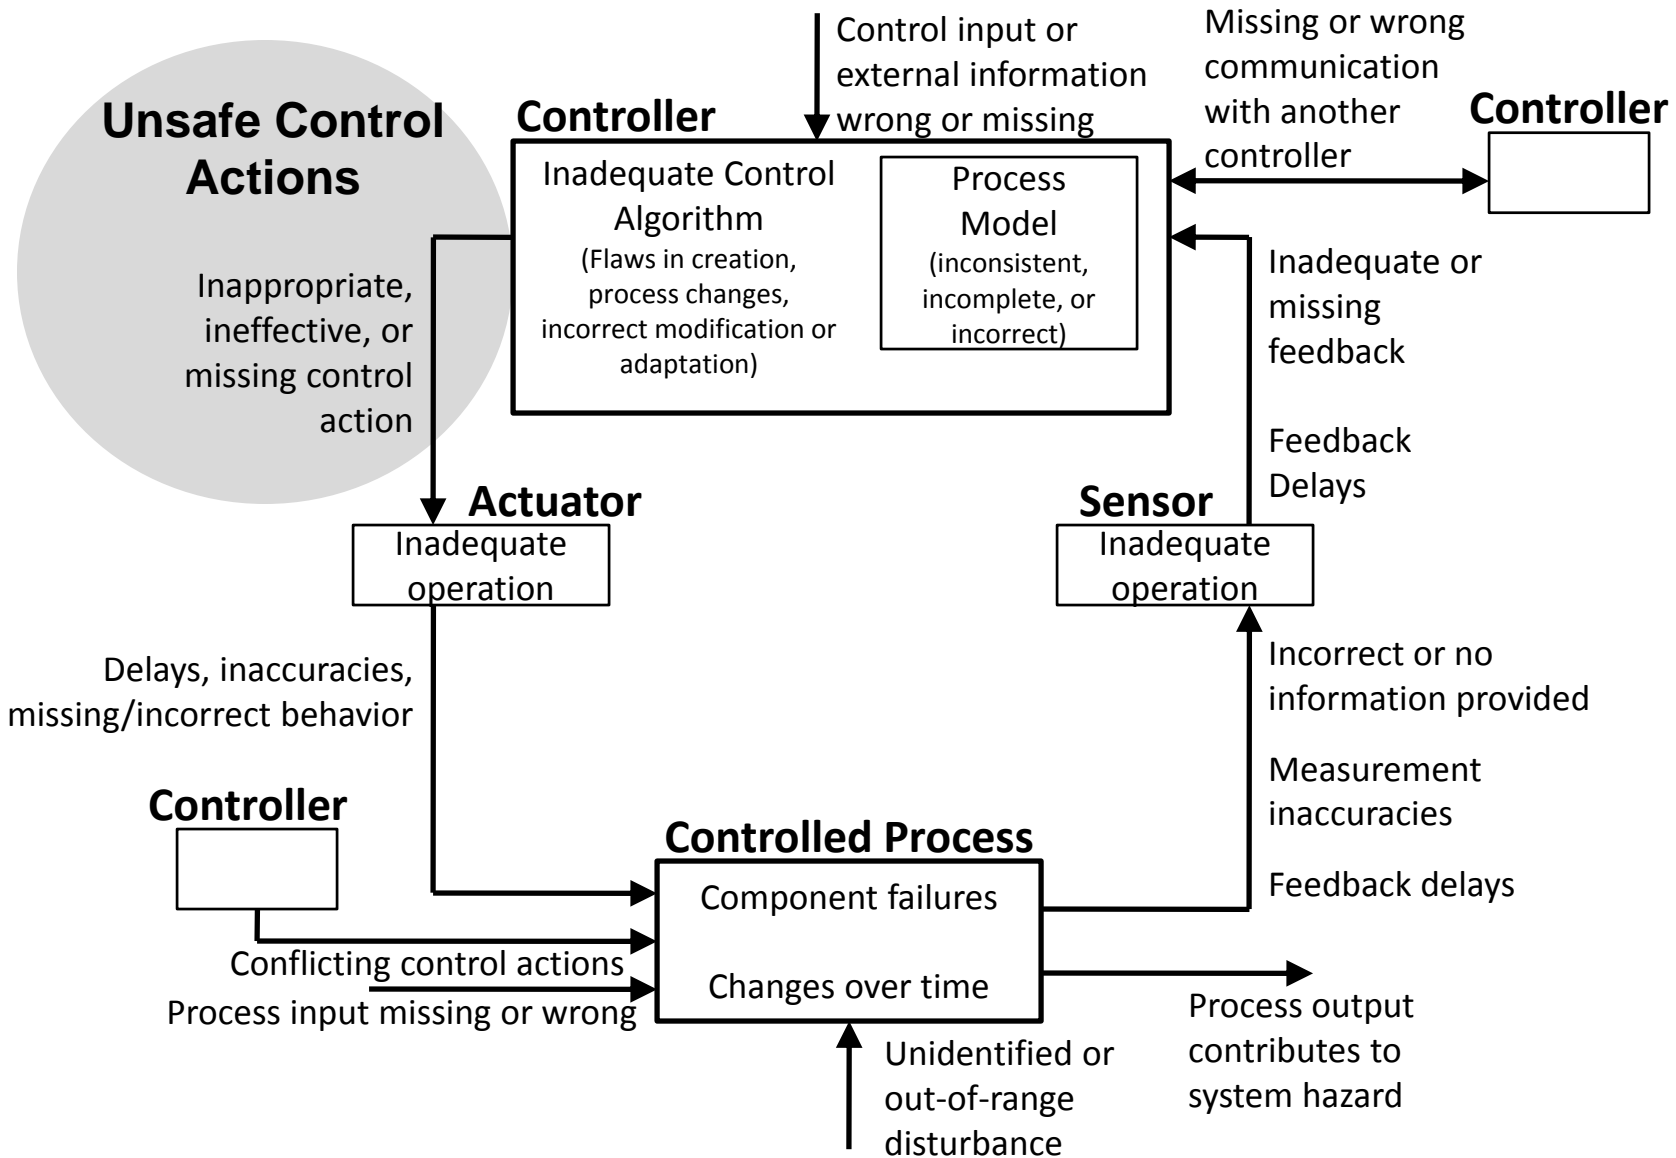 Control input or
external information
wrong or missing
Missing or wrong
communication
with another
controller
Controller
Unsafe Control
Actions
Controller
Inadequate Control
Algorithm
(Flaws in creation,
process changes,
incorrect modification or
adaptation)
Process
Model
(inconsistent,
incomplete, or
incorrect)
Inappropriate,
ineffective, or
missing control
action
Inadequate or
missing
feedback
Feedback
Delays
Actuator
Inadequate
operation
Sensor
Inadequate
operation
Delays, inaccuracies,
missing/incorrect behavior
Incorrect or no
information provided
Measurement
inaccuracies
Feedback delays
Controller
Controlled Process
Component failures
Changes over time
Conflicting control actions
Process input missing or wrong
Unidentified or
out-of-range
disturbance
Process output
contributes to
system hazard